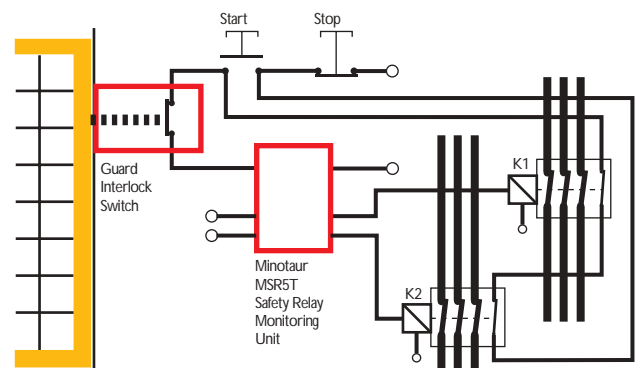 Start
Stop
Guard
Interlock
Switch
K1
Minotaur
MSR5T
Safety Relay
Monitoring
Unit
K2